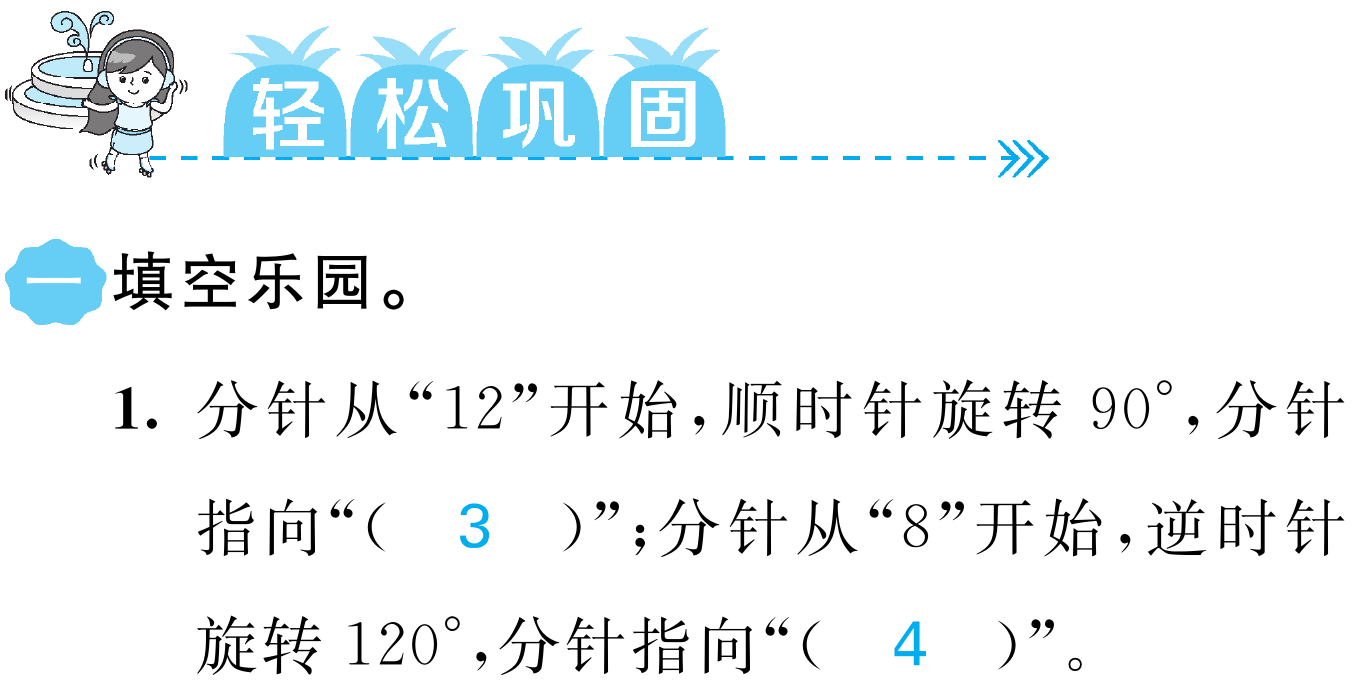 轻松巩固
一 填空乐园。
1. 分针从“12”开始,顺时针旋转 90°,分针
指向“( 3 )”;分针从“8”开始,逆时针
旋转 120°,分针指向“( 4 )”。